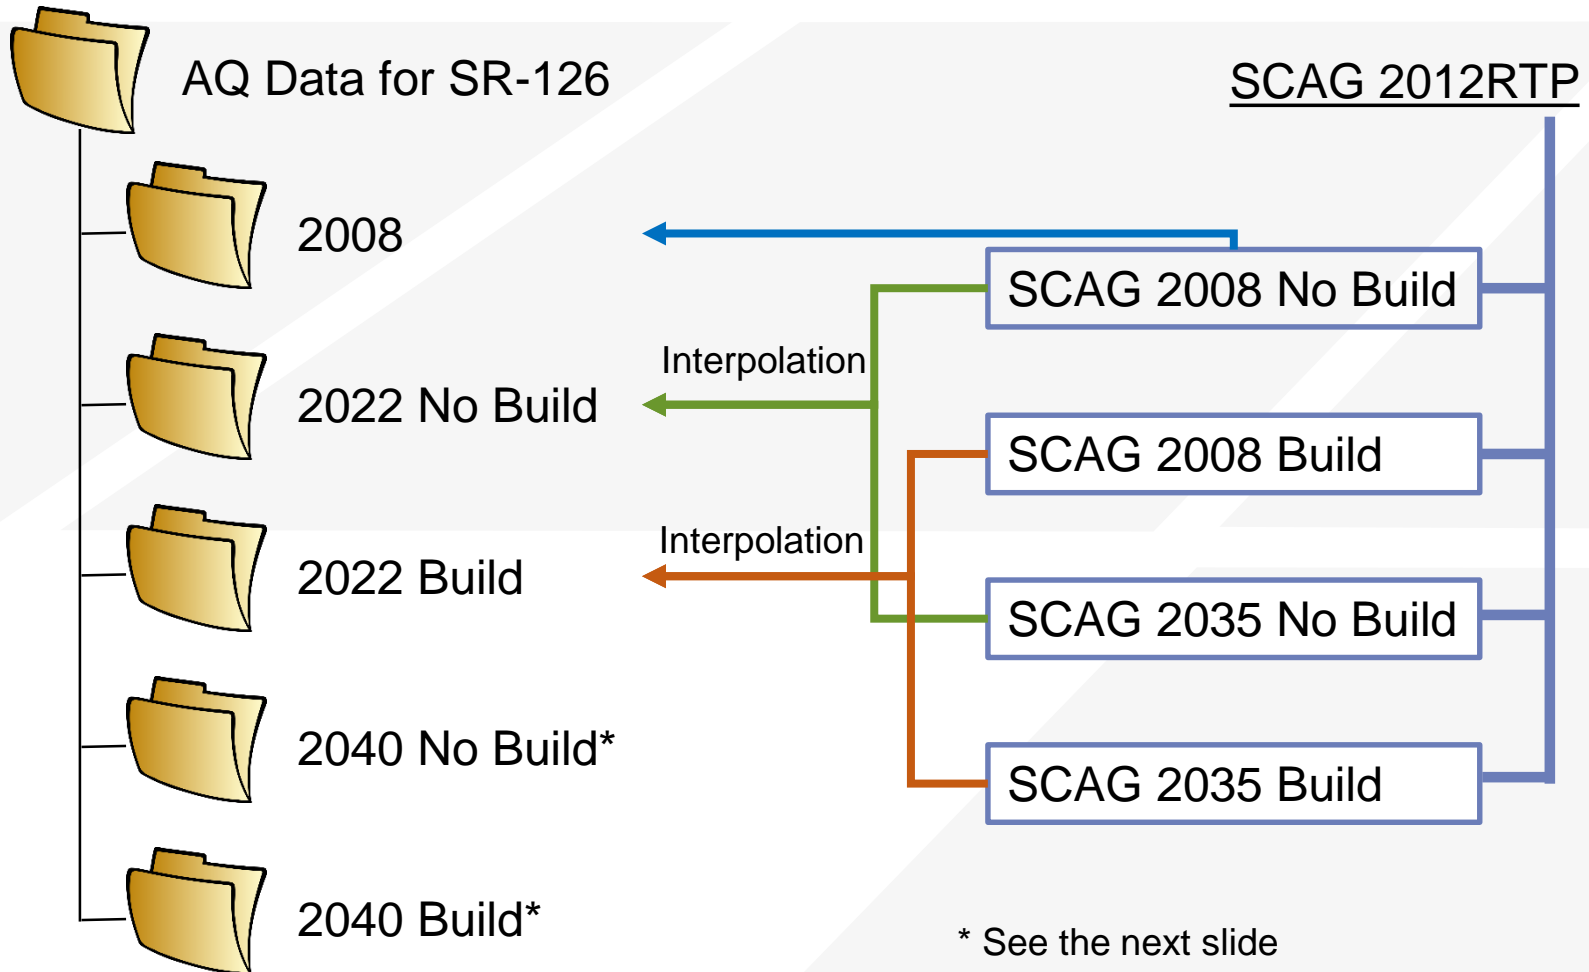 AQ Data for SR-126
SCAG 2012RTP
2008
2022 No Build
2022 Build
2040 No Build*
2040 Build*
Interpolation
Interpolation
SCAG 2008 No Build
SCAG 2008 Build
SCAG 2035 No Build
SCAG 2035 Build
* See the next slide